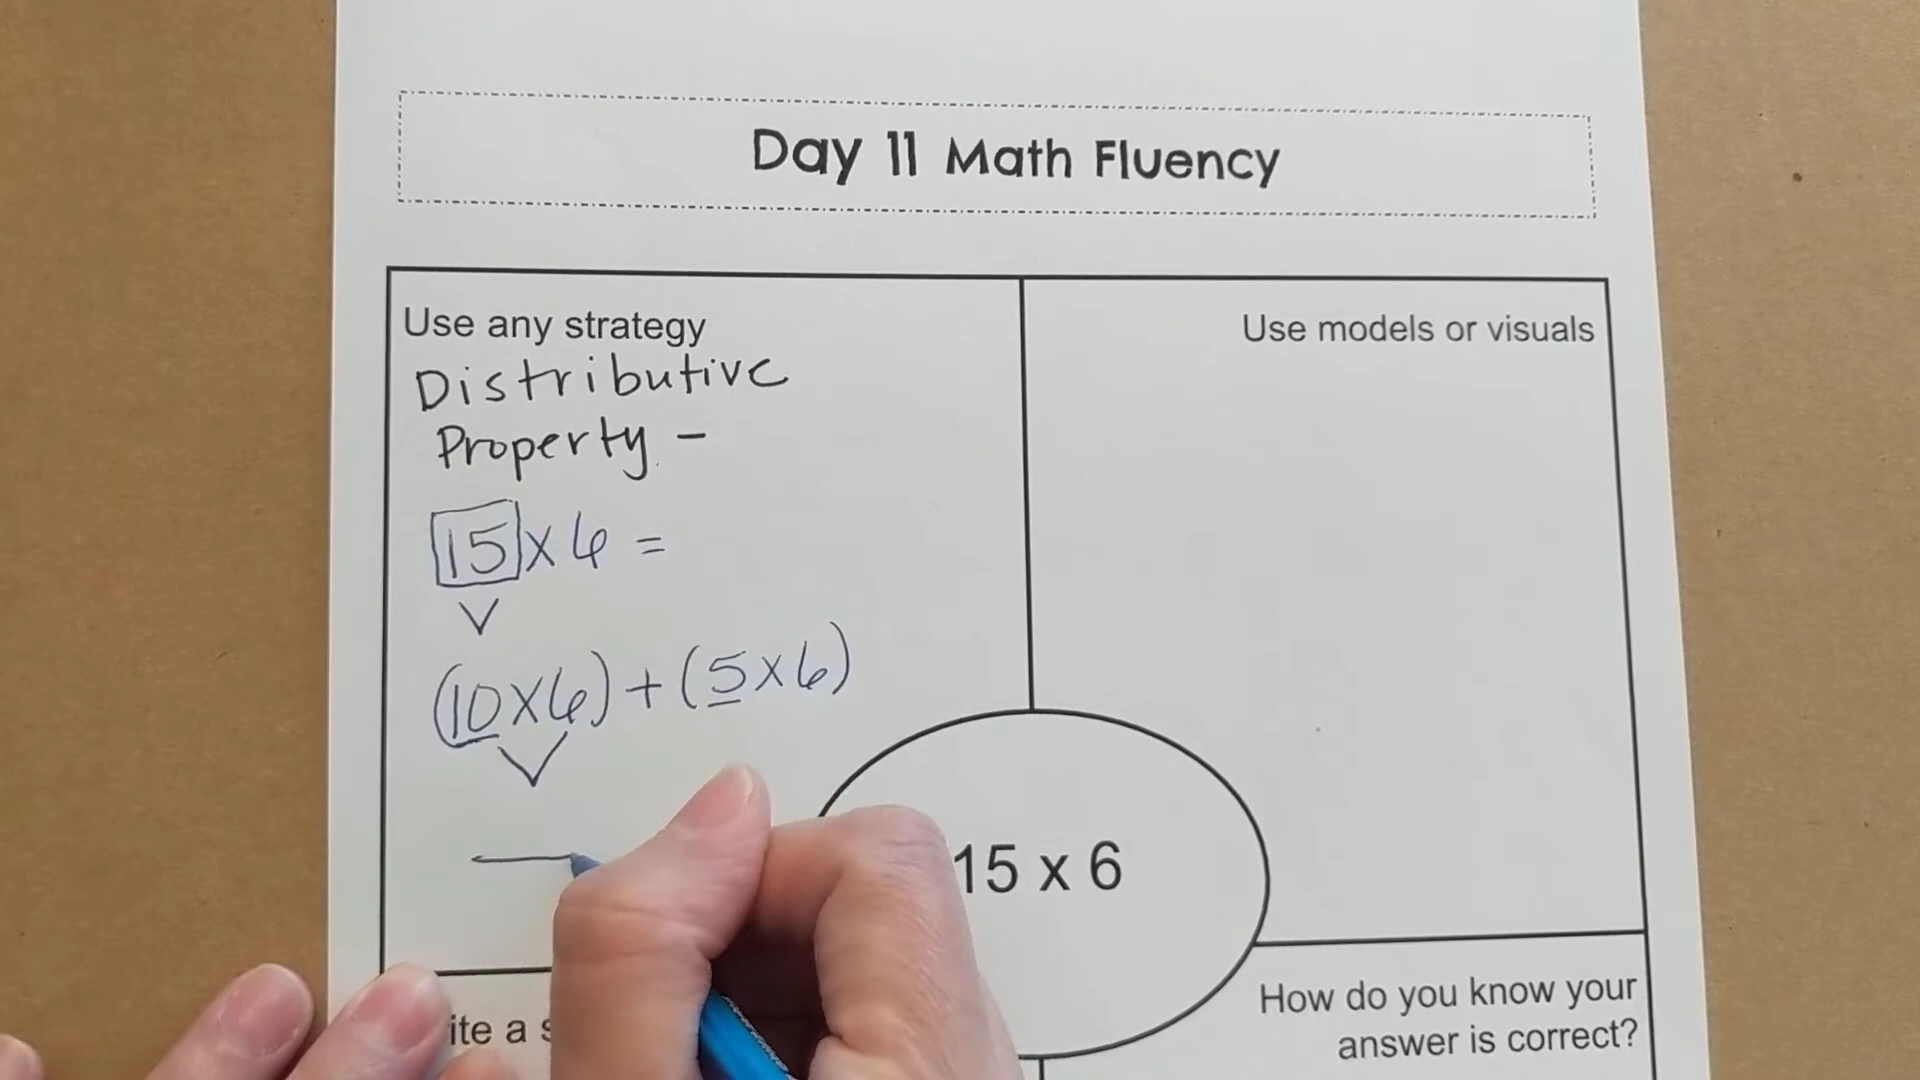 Day 11 Math Fluency
Use any strategy
Distributive
Property -
15 x 6 =
(10 x 6) + (5 x 6)
Use models or visuals
15 x 6
How do you know your
answer is correct?
a